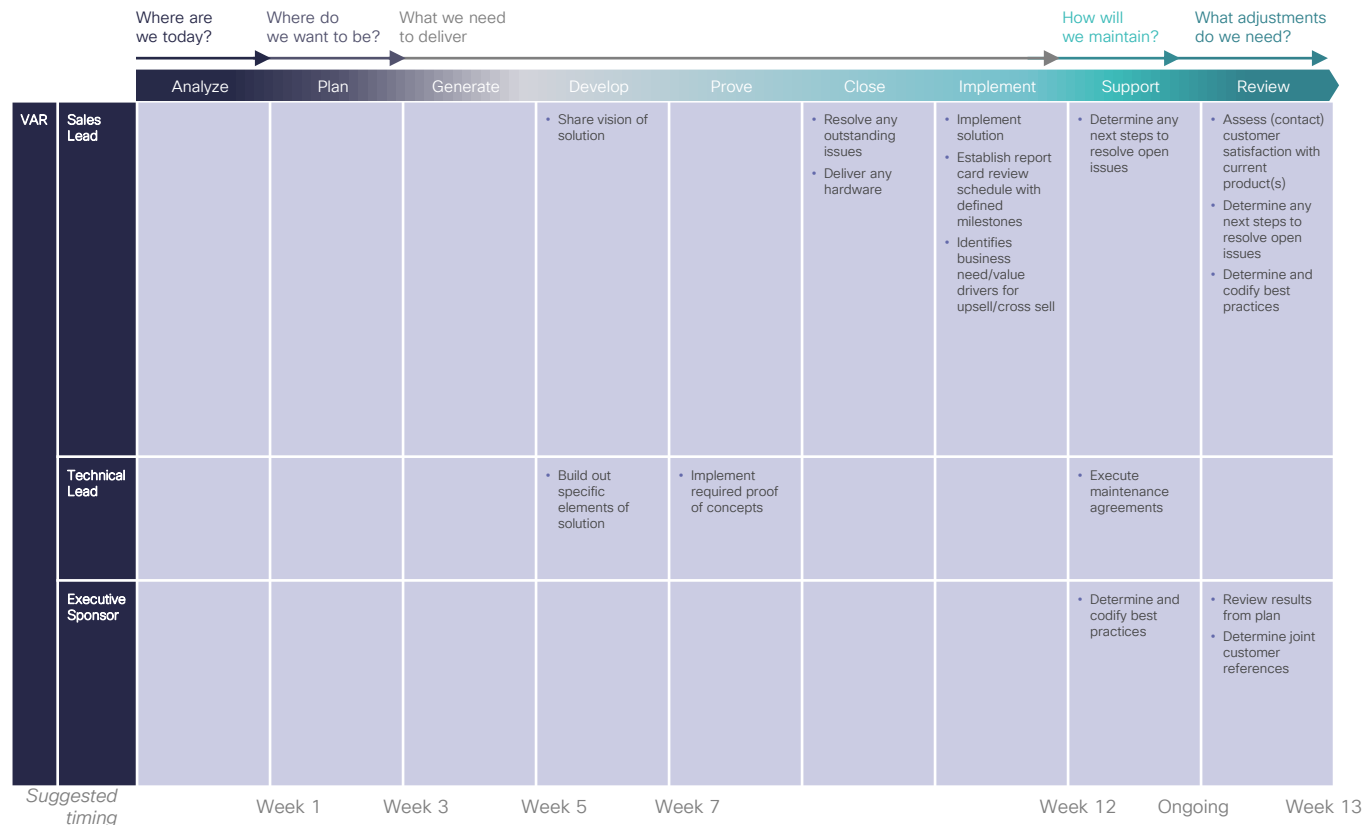 Where are
we today?
Where do
we want to be?
What we need
to deliver
How will
we maintain?
What adjustments
do we need?
Analyze
Plan
Generate
Develop
Prove
Close
Implement
Support
Review
VAR
Sales
Lead
• Share vision of
solution
• Resolve any
outstanding
issues
• Deliver any
hardware
• Implement
solution
• Establish report
card review
schedule with
defined
milestones
• Identifies
business
need/value
drivers for
upsell/cross sell
• Determine any
next steps to
resolve open
issues
• Assess (contact)
customer
satisfaction with
current
product(s)
• Determine any
next steps to
resolve open
issues
• Determine and
codify best
practices
Technical
Lead
• Build out
specific
elements of
solution
• Implement
required proof
of concepts
• Execute
maintenance
agreements
Executive
Sponsor
• Determine and
codify best
practices
• Review results
from plan
• Determine joint
customer
references
Suggested
timing
Week 1
Week 3
Week 5
Week 7
Week 12
Ongoing
Week 13